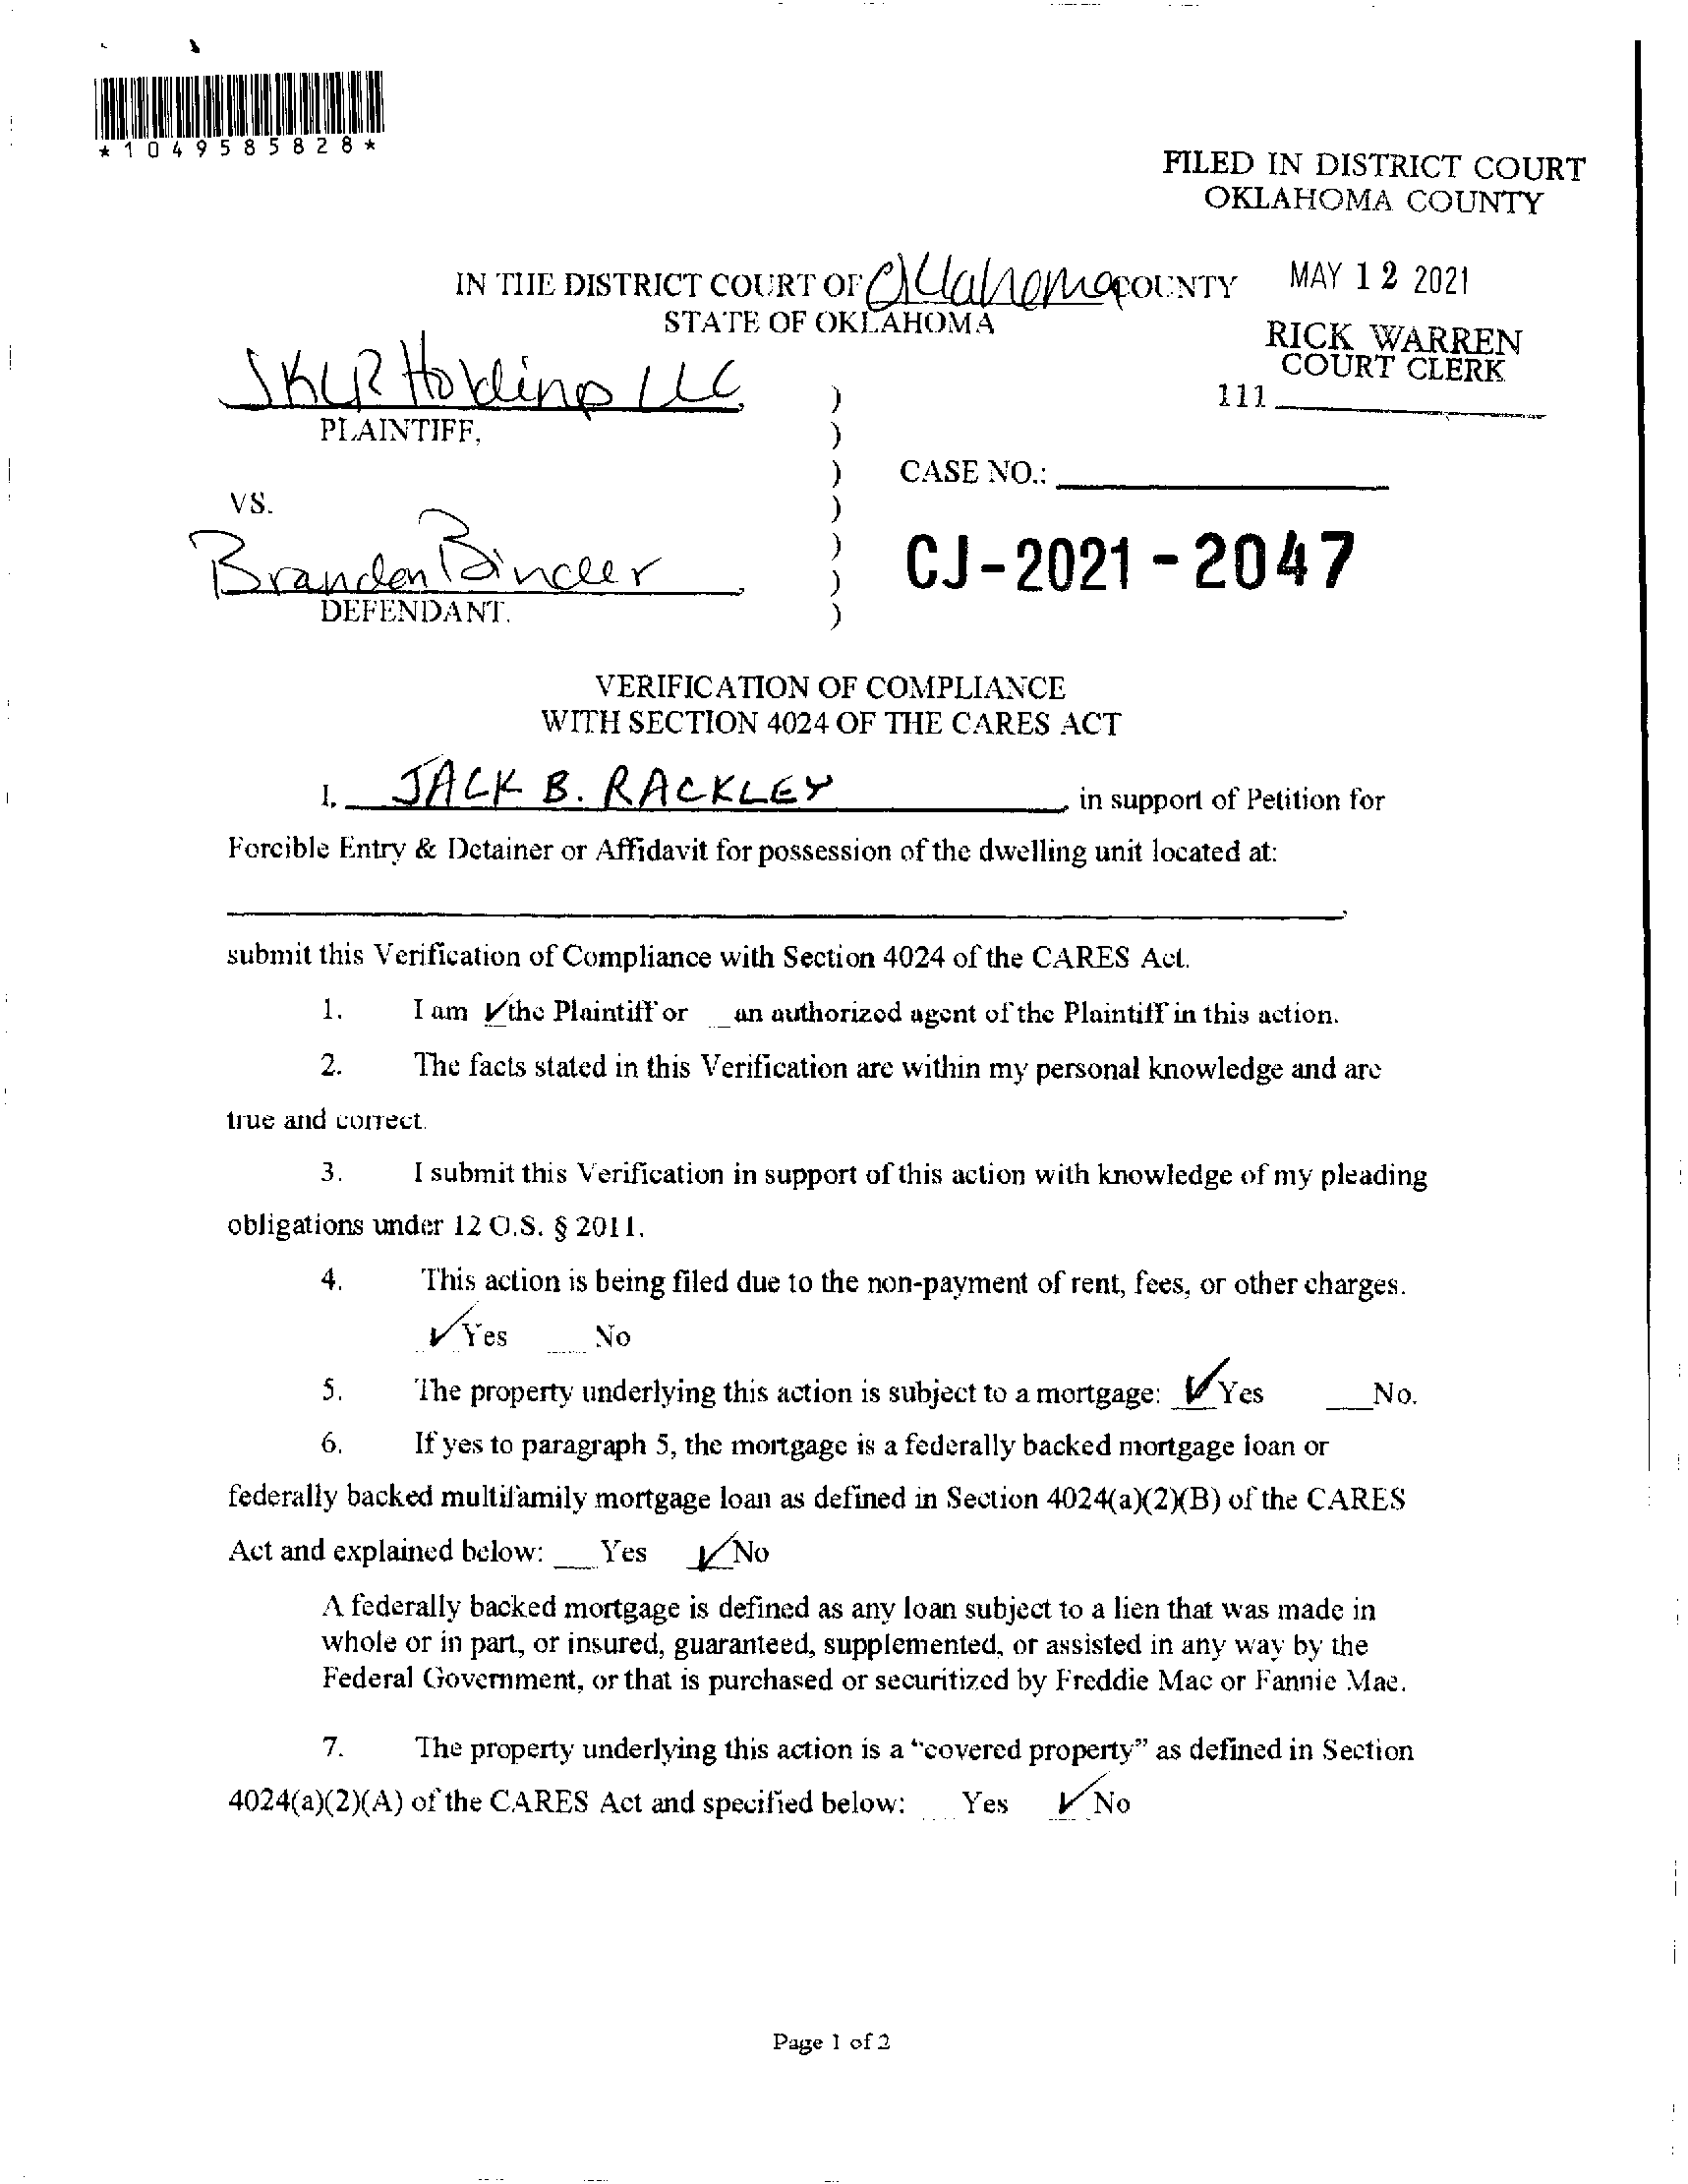 *1049585828*
FILED IN DISTRICT COURT
OKLAHOMA COUNTY
IN THE DISTRICT COURT OF Oklahoma COUNTY
MAY 12 2021
STATE OF OKLAHOMA
RICK WARREN
COURT CLERK
111
Holdings LLC
PLAINTIFF,
)
)
)
)
)
)
)
CASE NO.:
VS.
CJ-2021-2047
Brandon Binder
DEFENDANT.
VERIFICATION OF COMPLIANCE
WITH SECTION 4024 OF THE CARES ACT
I, JACK B. RACKLEY, in support of Petition for
Forcible Entry & Detainer or Affidavit for possession of the dwelling unit located at:
,
submit this Verification of Compliance with Section 4024 of the CARES Act.
1. I am ✓the Plaintiff or __an authorized agent of the Plaintiff in this action.
2. The facts stated in this Verification are within my personal knowledge and are
true and correct.
3. I submit this Verification in support of this action with knowledge of my pleading
obligations under 12 O.S. § 2011.
4. This action is being filed due to the non-payment of rent, fees, or other charges.
✓Yes ___ No
5. The property underlying this action is subject to a mortgage: ✓Yes ___No.
6. If yes to paragraph 5, the mortgage is a federally backed mortgage loan or
federally backed multifamily mortgage loan as defined in Section 4024(a)(2)(B) of the CARES
Act and explained below: ___Yes ✓No
A federally backed mortgage is defined as any loan subject to a lien that was made in
whole or in part, or insured, guaranteed, supplemented, or assisted in any way by the
Federal Government, or that is purchased or securitized by Freddie Mac or Fannie Mae.
7. The property underlying this action is a "covered property" as defined in Section
4024(a)(2)(A) of the CARES Act and specified below: ___ Yes ✓No
Page 1 of 2